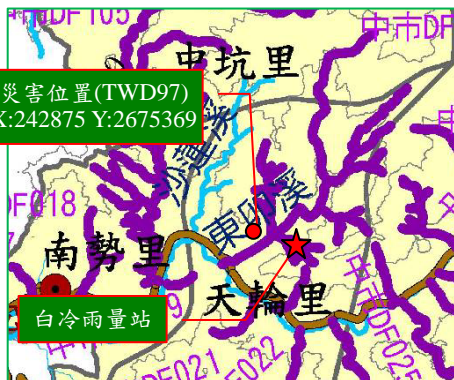 中市DF105
中市DF
中坑里
災害位置(TWD97)
X:242875 Y:2675369
沙連溪
東卯溪
DF018
南勢里
天輪里
白冷雨量站
DF021
DF022
中市DF025